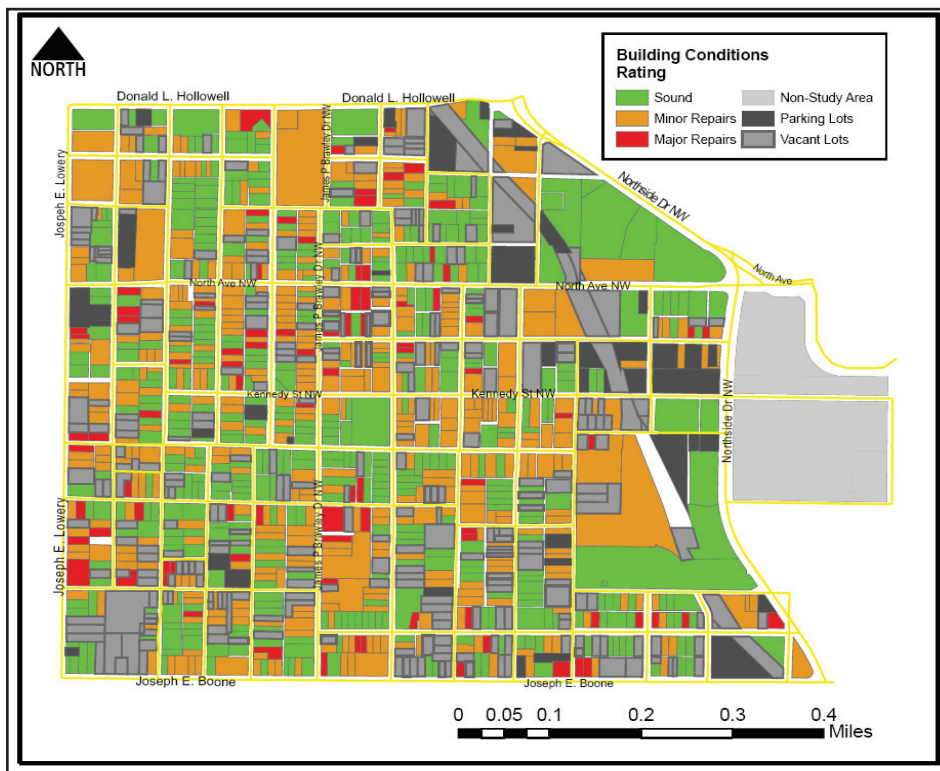 NORTH
Building Conditions
Rating
Sound
Minor Repairs
Major Repairs
Non-Study Area
Parking Lots
Vacant Lots
Donald L. Hollowell
Donald L. Hollowell
Jospeh E. Lowery
James P Brawley Dr NW
Northside Dr NW
North Ave
North Ave NW
North Ave NW
James P Brawley Dr NW
Kennedy St NW
Kennedy St NW
Northside Dr NW
Joseph E. Lowery
James P Brawley Dr NW
Joseph E. Boone
Joseph E. Boone
0 0.05 0.1 0.2 0.3 0.4
Miles